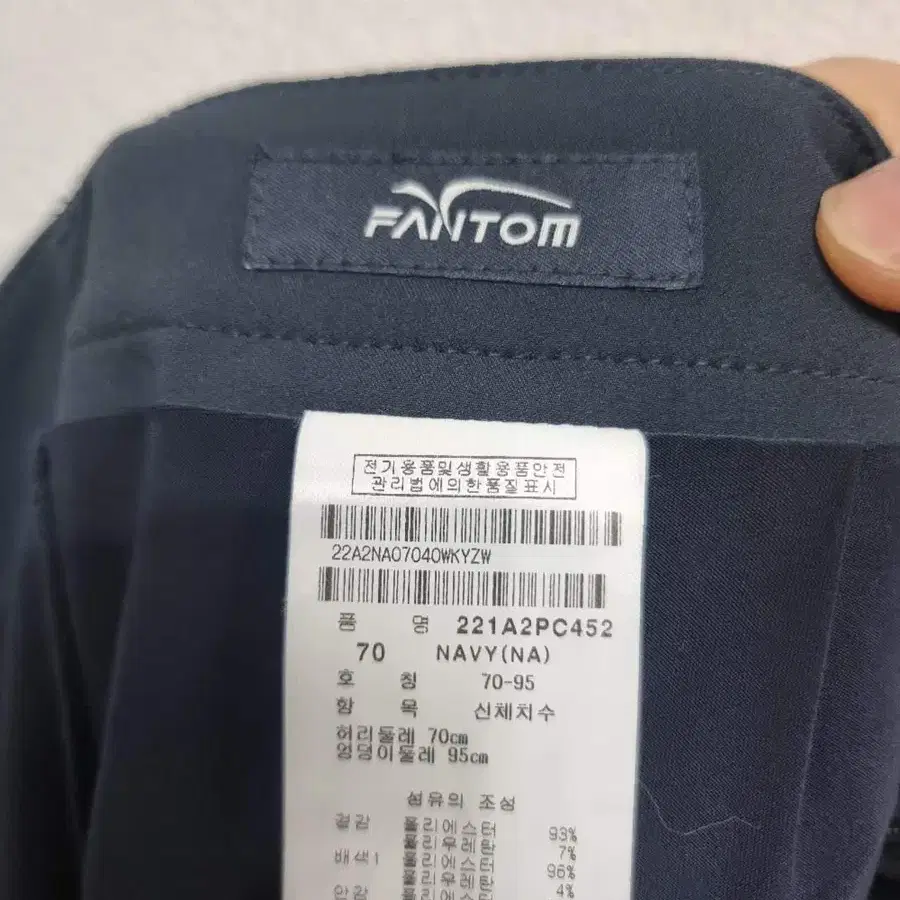 FANTOM
전기용품및생활용품안전
관리법에의한품질표시
22A2NA07040WKYZW
품 명 221A2PC452
70 NAVY(NA)
호 칭 70-95
항 목 신체치수
허리둘레 70cm
엉덩이둘레 95cm
섬유의 조성
겉감 폴리에스터 93%
폴리우레탄 7%
배색1 폴리에스터 96%
폴리우레탄 4%
안감